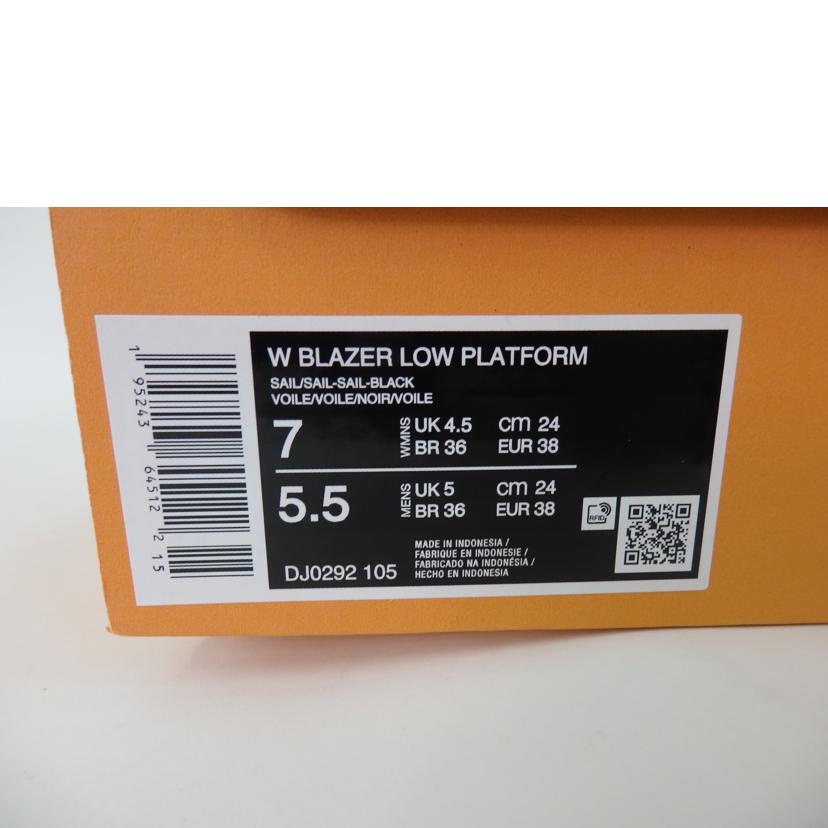 W BLAZER LOW PLATFORM
SAIL/SAIL-SAIL-BLACK
VOILE/VOILE/NOIR/VOILE
7 WMNS UK 4.5 cm 24
BR 36 EUR 38
5.5 MENS UK 5 cm 24
BR 36 EUR 38
DJ0292 105
MADE IN INDONESIA /
FABRIQUE EN INDONESIE /
FABRICADO NA INDONÉSIA /
HECHO EN INDONESIA
RFID
1 95243 64512 2 15